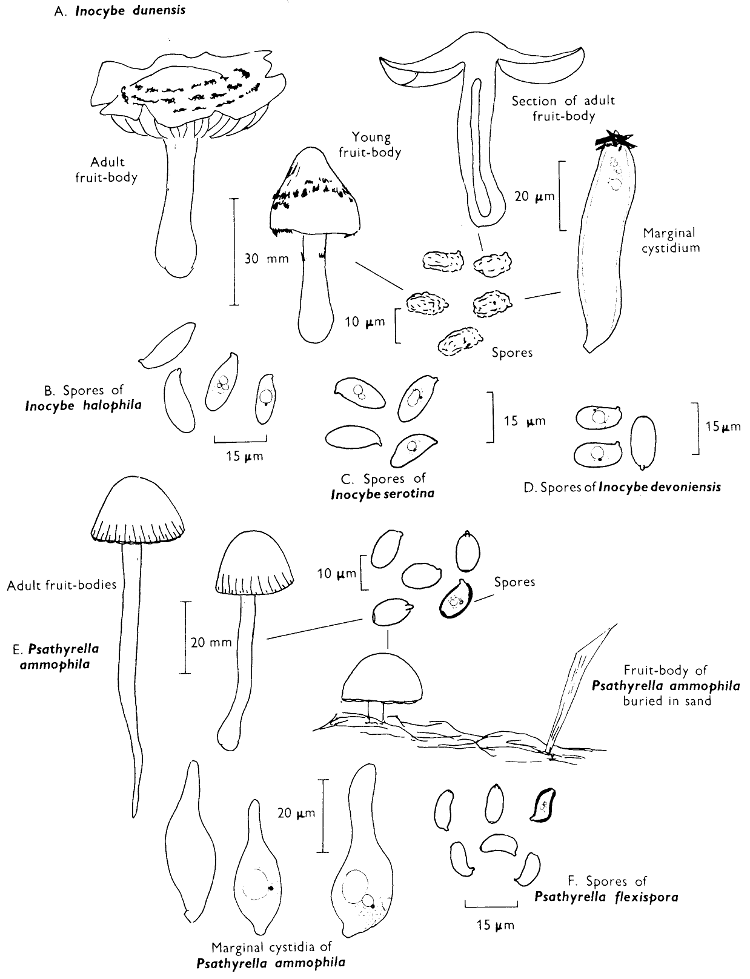 A. Inocybe dunensis
Section of adult
fruit-body
Young
fruit-body
Adult
fruit-body
20 μm
Marginal
cystidium
30 mm
10 μm
Spores
B. Spores of
Inocybe halophila
15 μm
15 μm
15 μm
C. Spores of
Inocybe serotina
D. Spores of Inocybe devoniensis
Adult fruit-bodies
10 μm
Spores
20 mm
E. Psathyrella
ammophila
Fruit-body of
Psathyrella ammophila
buried in sand
20 μm
F. Spores of
Psathyrella flexispora
15 μm
Marginal cystidia of
Psathyrella ammophila